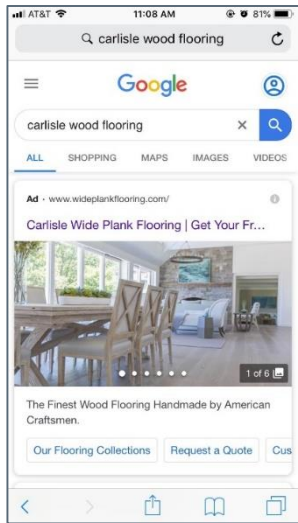 AT&T 11:08 AM 81%
carlisle wood flooring
Google
carlisle wood flooring
ALL SHOPPING MAPS IMAGES VIDEOS
Ad · www.wideplankflooring.com/
Carlisle Wide Plank Flooring | Get Your Fr...
1 of 6
The Finest Wood Flooring Handmade by American
Craftsmen.
Our Flooring Collections Request a Quote Cus